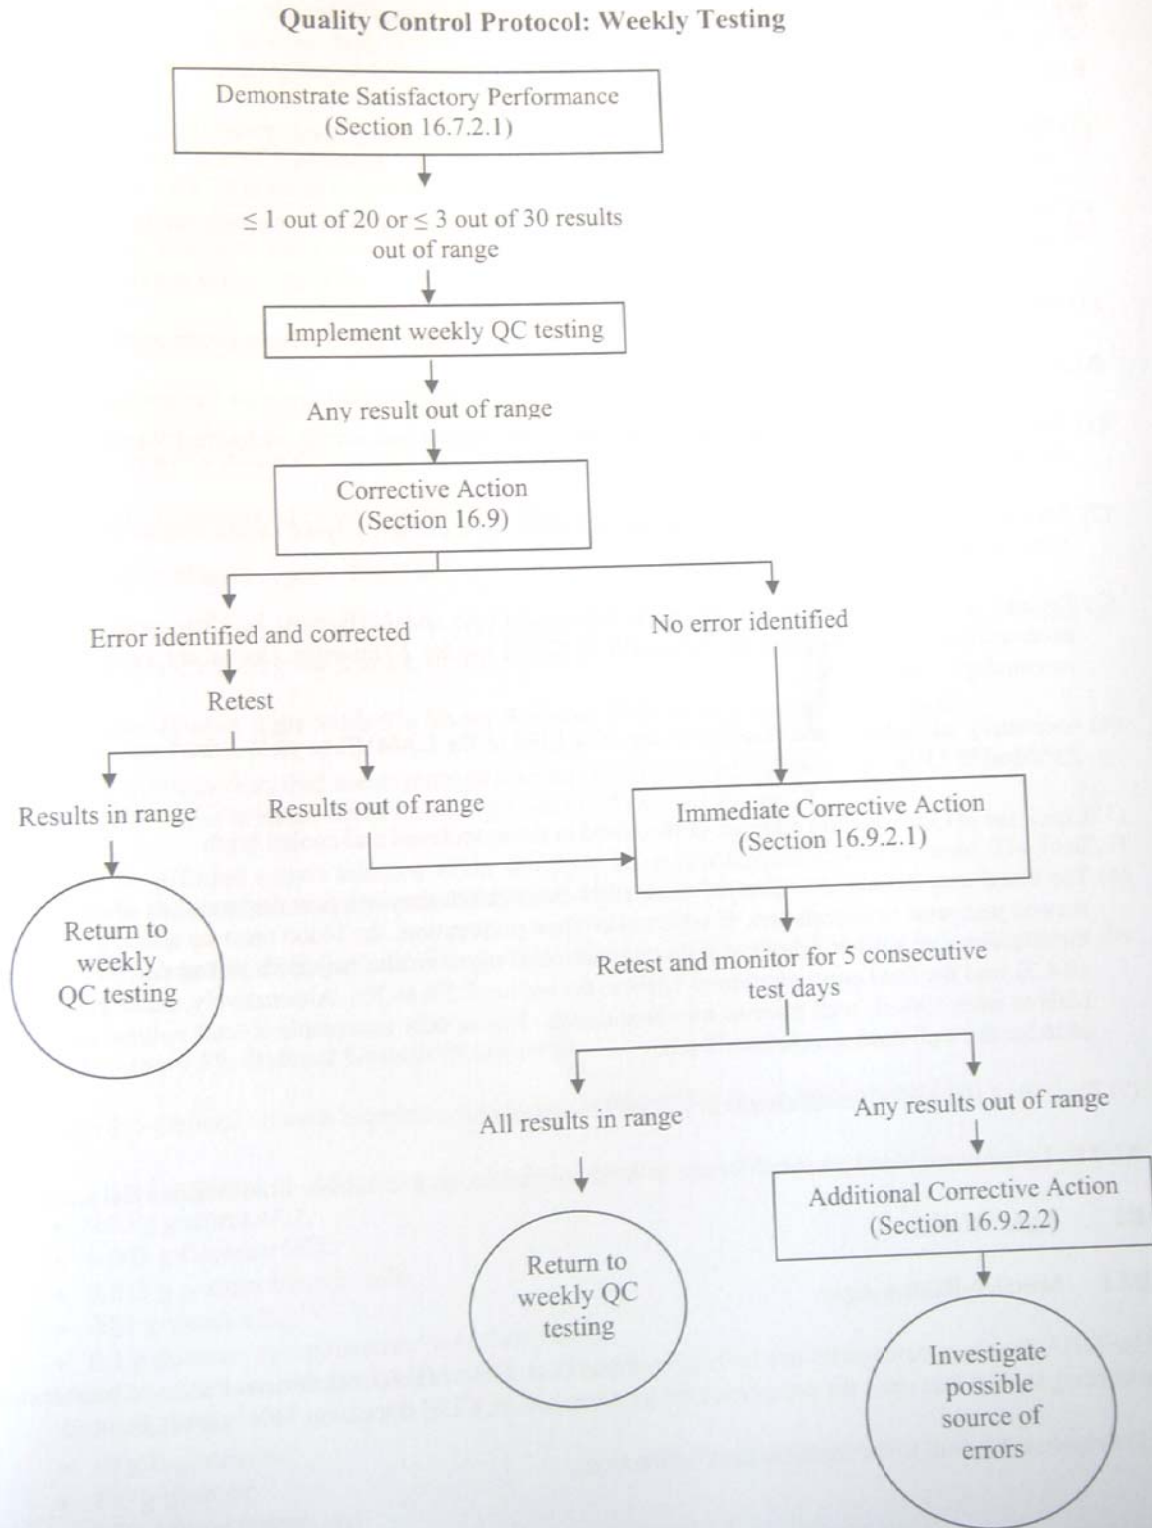 Quality Control Protocol: Weekly Testing
Demonstrate Satisfactory Performance
(Section 16.7.2.1)
≤ 1 out of 20 or ≤ 3 out of 30 results
out of range
Implement weekly QC testing
Any result out of range
Corrective Action
(Section 16.9)
Error identified and corrected
No error identified
Retest
Results in range
Results out of range
Immediate Corrective Action
(Section 16.9.2.1)
Return to
weekly
QC testing
Retest and monitor for 5 consecutive
test days
All results in range
Any results out of range
Additional Corrective Action
(Section 16.9.2.2)
Return to
weekly QC
testing
Investigate
possible
source of
errors